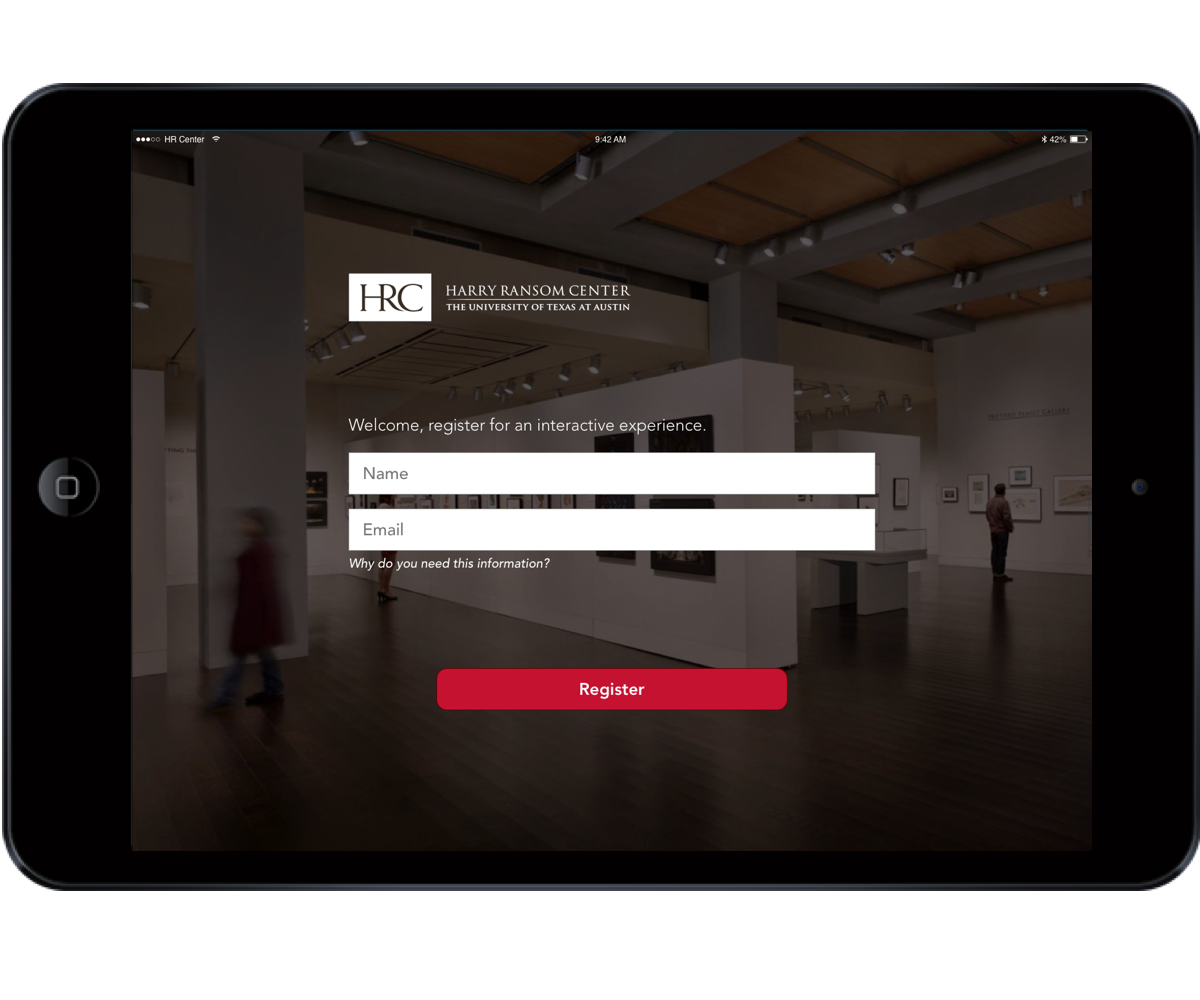 HR Center
9:42 AM
42%
HRC
HARRY RANSOM CENTER
THE UNIVERSITY OF TEXAS AT AUSTIN
Welcome, register for an interactive experience.
Name
Email
Why do you need this information?
Register